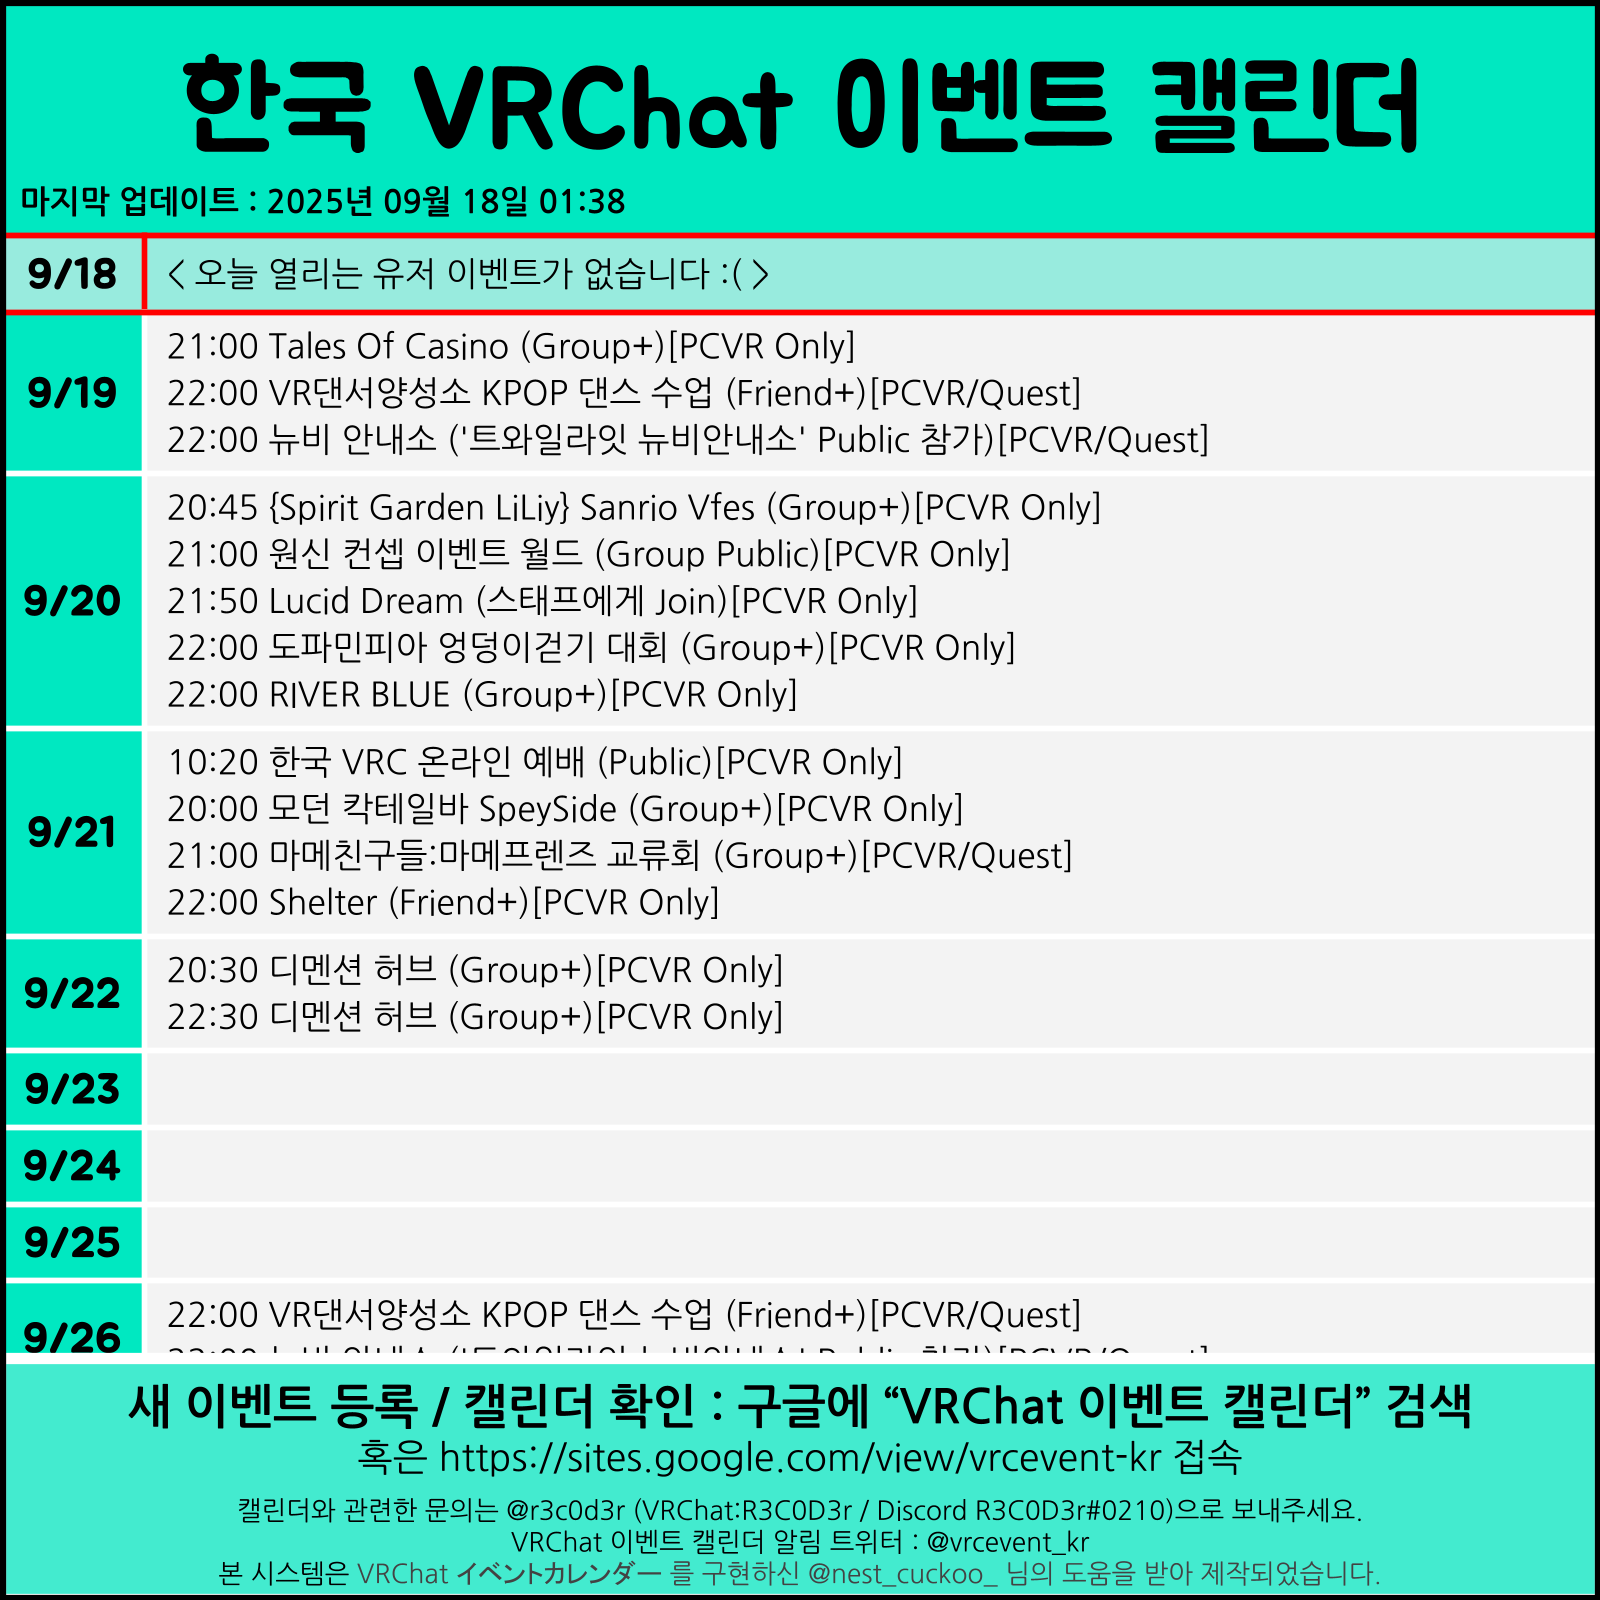 한국 VRChat 이벤트 캘린더
마지막 업데이트 : 2025년 09월 18일 01:38
9/18
< 오늘 열리는 유저 이벤트가 없습니다 :( >
9/19
21:00 Tales Of Casino (Group+)[PCVR Only]
22:00 VR댄서양성소 KPOP 댄스 수업 (Friend+)[PCVR/Quest]
22:00 뉴비 안내소 ('트와일라잇 뉴비안내소' Public 참가)[PCVR/Quest]
9/20
20:45 {Spirit Garden LiLiy} Sanrio Vfes (Group+)[PCVR Only]
21:00 원신 컨셉 이벤트 월드 (Group Public)[PCVR Only]
21:50 Lucid Dream (스태프에게 Join)[PCVR Only]
22:00 도파민피아 엉덩이걷기 대회 (Group+)[PCVR Only]
22:00 RIVER BLUE (Group+)[PCVR Only]
9/21
10:20 한국 VRC 온라인 예배 (Public)[PCVR Only]
20:00 모던 칵테일바 SpeySide (Group+)[PCVR Only]
21:00 마메친구들:마메프렌즈 교류회 (Group+)[PCVR/Quest]
22:00 Shelter (Friend+)[PCVR Only]
9/22
20:30 디멘션 허브 (Group+)[PCVR Only]
22:30 디멘션 허브 (Group+)[PCVR Only]
9/23
9/24
9/25
9/26
22:00 VR댄서양성소 KPOP 댄스 수업 (Friend+)[PCVR/Quest]
새 이벤트 등록 / 캘린더 확인 : 구글에 “VRChat 이벤트 캘린더” 검색
혹은 https://sites.google.com/view/vrcevent-kr 접속
캘린더와 관련한 문의는 @r3c0d3r (VRChat:R3C0D3r / Discord R3C0D3r#0210)으로 보내주세요.
VRChat 이벤트 캘린더 알림 트위터 : @vrcevent_kr
본 시스템은 VRChat イベントカレンダー 를 구현하신 @nest_cuckoo_ 님의 도움을 받아 제작되었습니다.